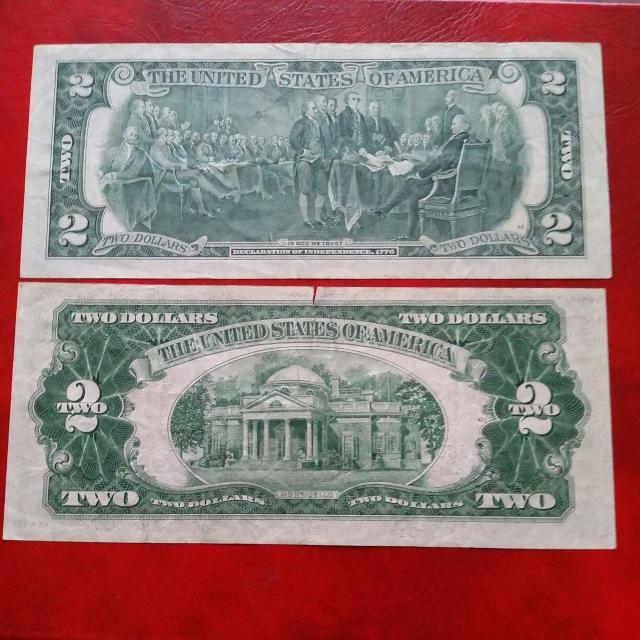 2 THE UNITED STATES OF AMERICA 2
TWO TWO
2 2
TWO DOLLARS IN GOD WE TRUST TWO DOLLARS
DECLARATION OF INDEPENDENCE, 1776
TWO DOLLARS TWO DOLLARS
THE UNITED STATES OF AMERICA
2 2
TWO TWO
MONTICELLO
TWO TWO DOLLARS TWO DOLLARS TWO